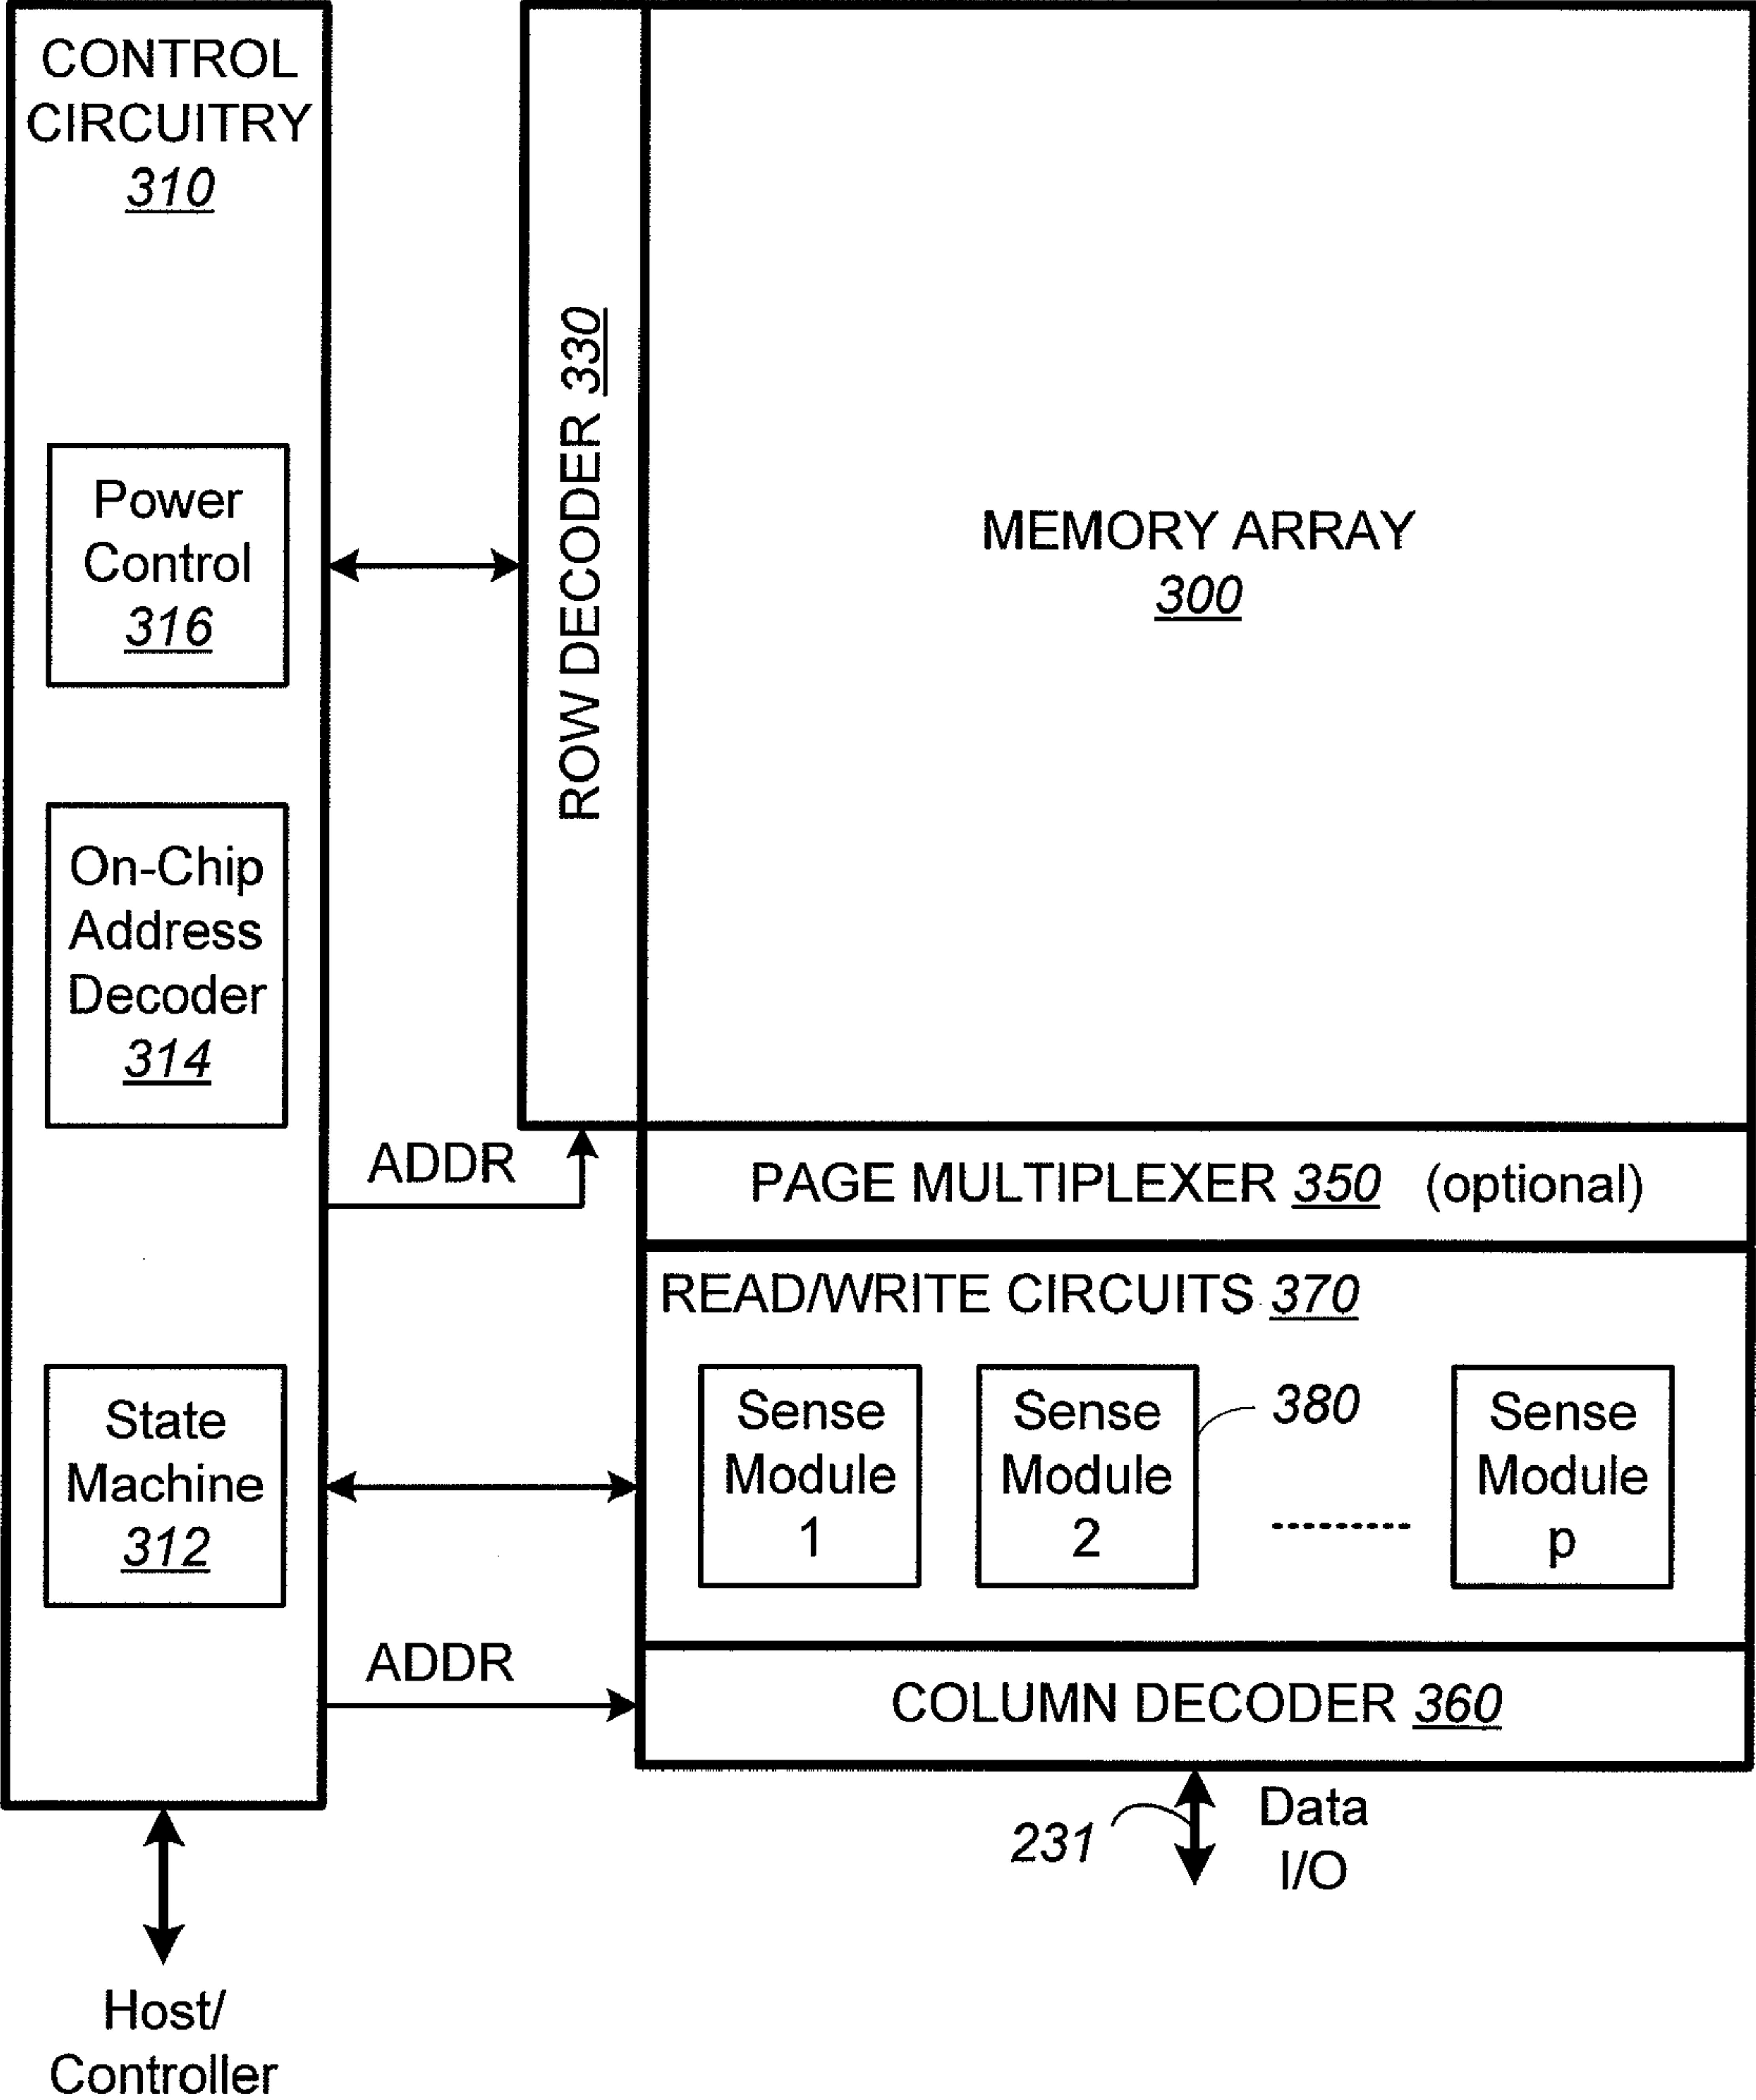 CONTROL
CIRCUITRY
310
Power
Control
316
On-Chip
Address
Decoder
314
State
Machine
312
Host/
Controller
ADDR
ADDR
ROW DECODER 330
MEMORY ARRAY
300
PAGE MULTIPLEXER 350 (optional)
READ/WRITE CIRCUITS 370
Sense
Module
1
Sense
Module
2
380
Sense
Module
p
COLUMN DECODER 360
231
Data
I/O